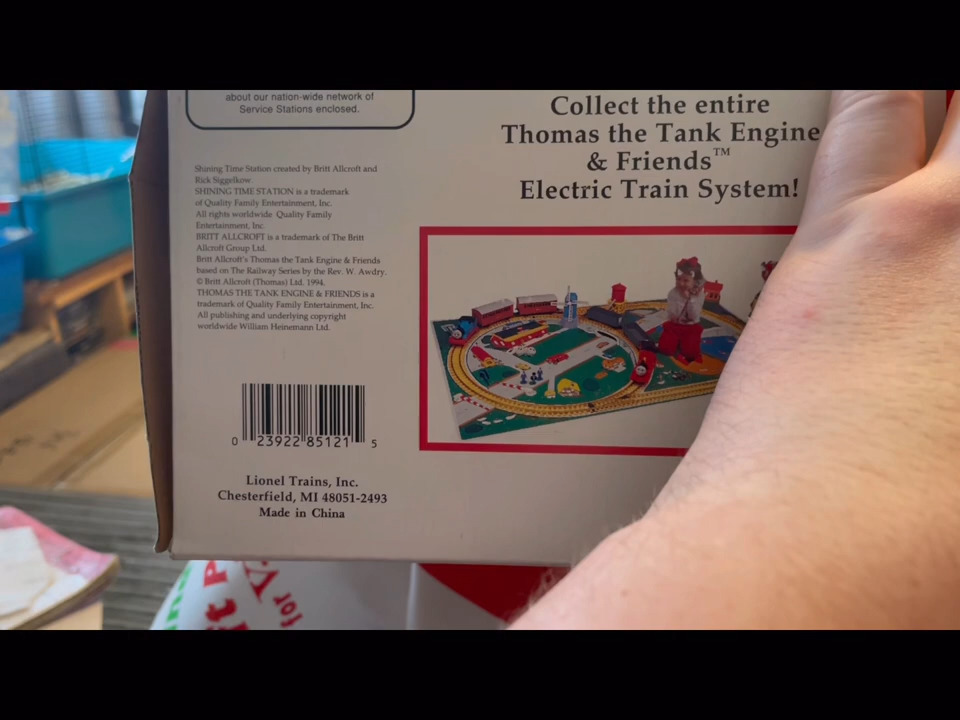 about our nation-wide network of
Service Stations enclosed.
Collect the entire
Thomas the Tank Engine
& Friends™
Electric Train System!
Shining Time Station created by Britt Allcroft and
Rick Siggelkow
SHINING TIME STATION is a trademark
of Quality Family Entertainment, Inc.
All rights worldwide Quality Family
Entertainment, Inc.
BRITT ALLCROFT is a trademark of The Britt
Allcroft Group Ltd.
Britt Allcroft's Thomas the Tank Engine & Friends
based on The Railway Series by the Rev. W. Awdry.
© Britt Allcroft (Thomas) Ltd. 1994.
THOMAS THE TANK ENGINE & FRIENDS is a
trademark of Quality Family Entertainment, Inc.
All publishing and underlying copyright
worldwide William Heinemann Ltd.
0 23922 85121 5
Lionel Trains, Inc.
Chesterfield, MI 48051-2493
Made in China
for